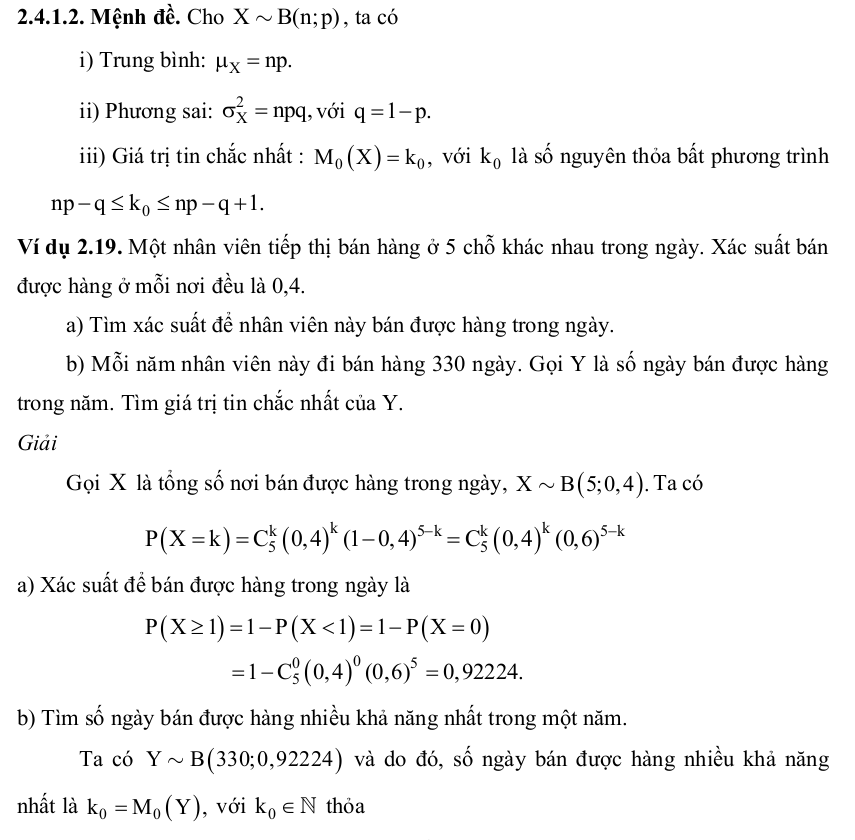 2.4.1.2. Mệnh đề. Cho X ∼ B(n;p), ta có
i) Trung bình: μ_X = np.
ii) Phương sai: σ_X^2 = npq, với q = 1 − p.
iii) Giá trị tin chắc nhất : M_0(X) = k_0, với k_0 là số nguyên thỏa bất phương trình
np − q ≤ k_0 ≤ np − q + 1.
Ví dụ 2.19. Một nhân viên tiếp thị bán hàng ở 5 chỗ khác nhau trong ngày. Xác suất bán
được hàng ở mỗi nơi đều là 0,4.
a) Tìm xác suất để nhân viên này bán được hàng trong ngày.
b) Mỗi năm nhân viên này đi bán hàng 330 ngày. Gọi Y là số ngày bán được hàng
trong năm. Tìm giá trị tin chắc nhất của Y.
Giải
Gọi X là tổng số nơi bán được hàng trong ngày, X ∼ B(5;0,4). Ta có
P(X = k) = C_5^k (0,4)^k (1−0,4)^{5−k} = C_5^k (0,4)^k (0,6)^{5−k}
a) Xác suất để bán được hàng trong ngày là
P(X ≥ 1) = 1 − P(X < 1) = 1 − P(X = 0)
= 1 − C_5^0 (0,4)^0 (0,6)^5 = 0,92224.
b) Tìm số ngày bán được hàng nhiều khả năng nhất trong một năm.
Ta có Y ∼ B(330;0,92224) và do đó, số ngày bán được hàng nhiều khả năng
nhất là k_0 = M_0(Y), với k_0 ∈ ℕ thỏa